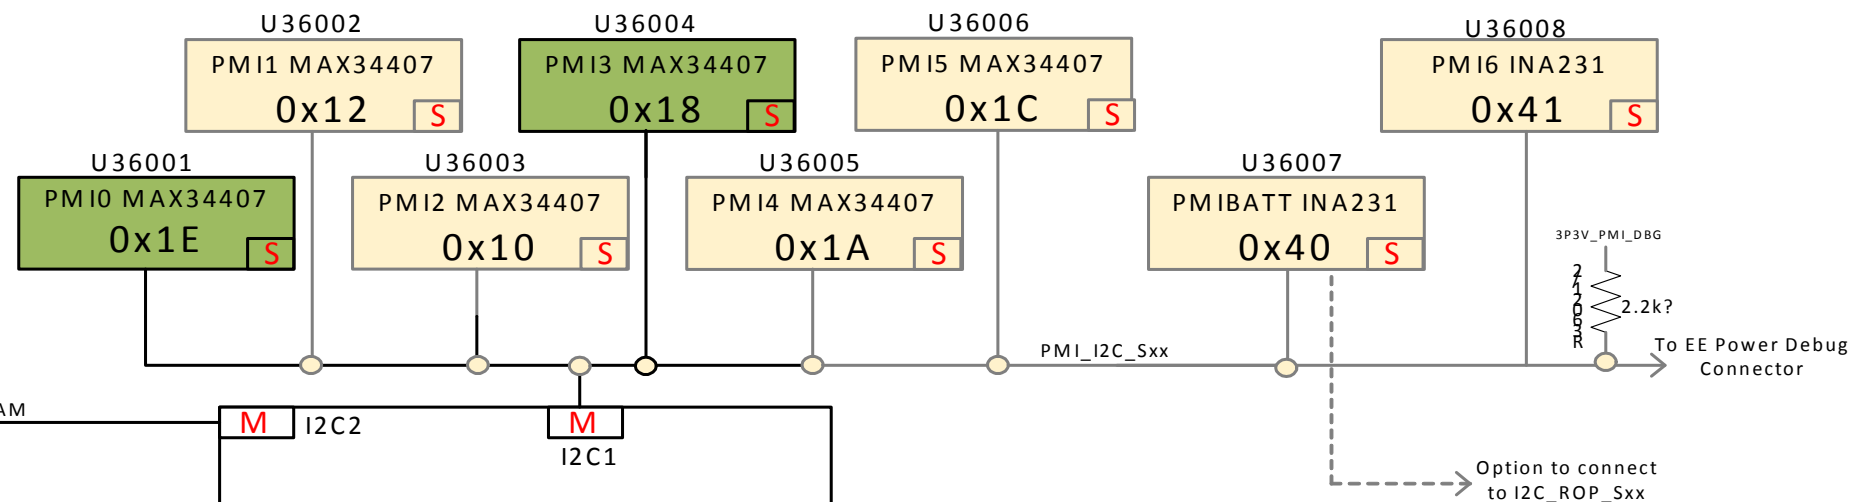 U36002
U36004
U36006
U36008
PMI1 MAX34407
0x12
S
PMI3 MAX34407
0x18
S
PMI5 MAX34407
0x1C
S
PMI6 INA231
0x41
S
U36001
U36003
U36005
U36007
PMI0 MAX34407
0x1E
S
PMI2 MAX34407
0x10
S
PMI4 MAX34407
0x1A
S
PMIBATT INA231
0x40
S
3P3V_PMI_DBG
2.2k?
PMI_I2C_Sxx
To EE Power Debug
Connector
AM
M
I2C2
M
I2C1
Option to connect
to I2C_ROP_Sxx